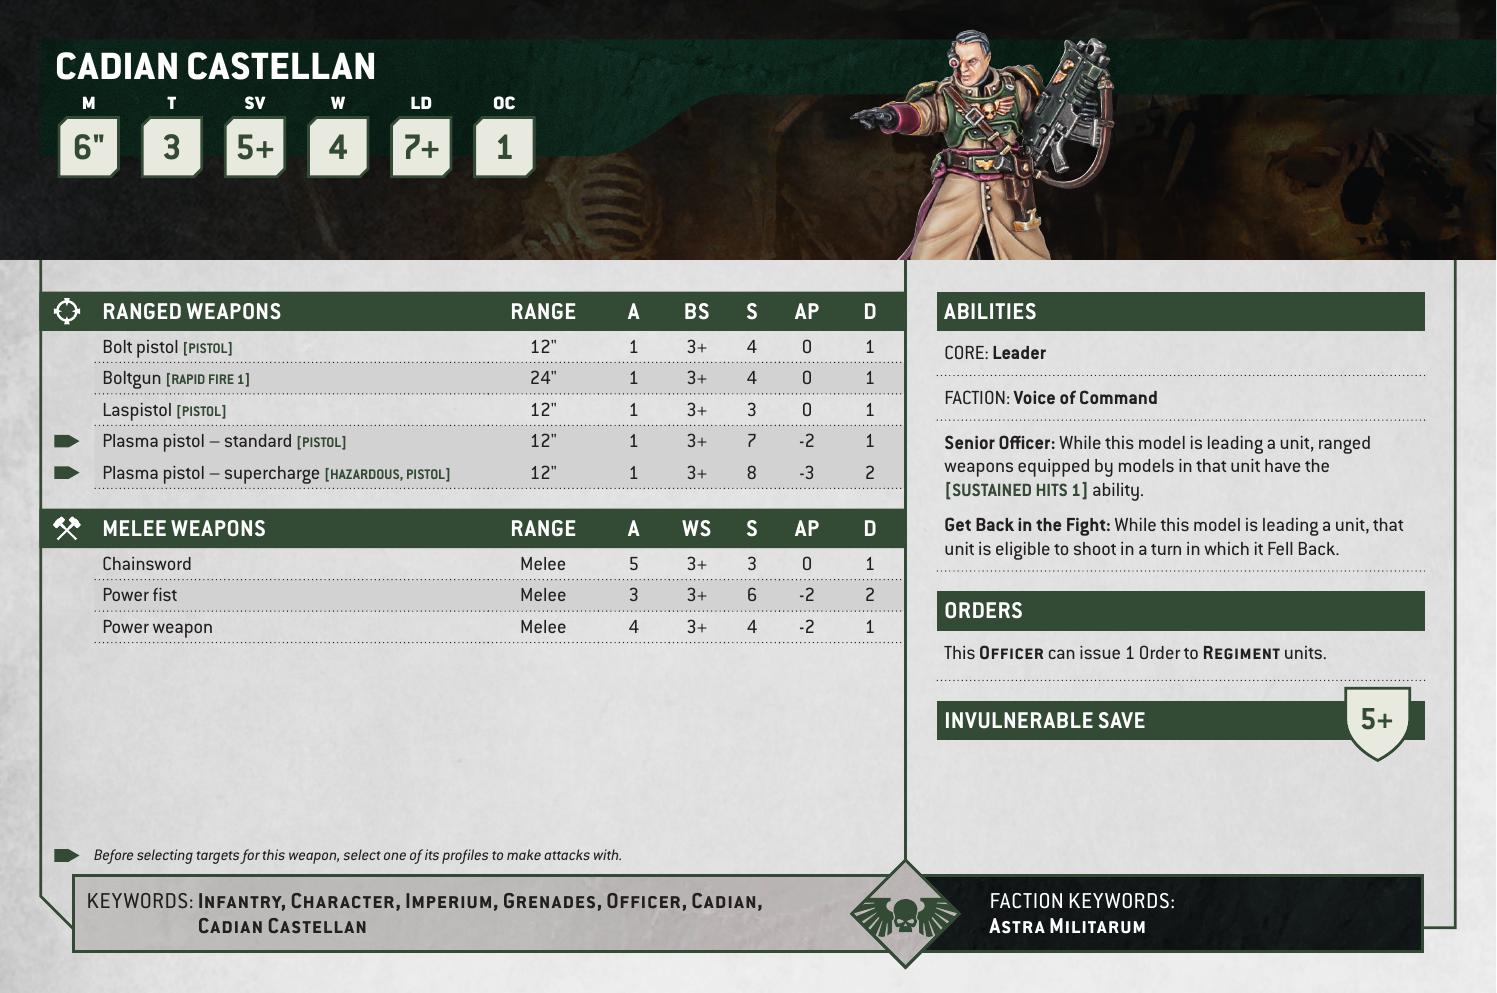 CADIAN CASTELLAN
M T SV W LD OC
6" 3 5+ 4 7+ 1
RANGED WEAPONS RANGE A BS S AP D
Bolt pistol [PISTOL] 12" 1 3+ 4 0 1
Boltgun [RAPID FIRE 1] 24" 1 3+ 4 0 1
Laspistol [PISTOL] 12" 1 3+ 3 0 1
Plasma pistol – standard [PISTOL] 12" 1 3+ 7 -2 1
Plasma pistol – supercharge [HAZARDOUS, PISTOL] 12" 1 3+ 8 -3 2
MELEE WEAPONS RANGE A WS S AP D
Chainsword Melee 5 3+ 3 0 1
Power fist Melee 3 3+ 6 -2 2
Power weapon Melee 4 3+ 4 -2 1
Before selecting targets for this weapon, select one of its profiles to make attacks with.
ABILITIES
CORE: Leader
FACTION: Voice of Command
Senior Officer: While this model is leading a unit, ranged
weapons equipped by models in that unit have the
[SUSTAINED HITS 1] ability.
Get Back in the Fight: While this model is leading a unit, that
unit is eligible to shoot in a turn in which it Fell Back.
ORDERS
This OFFICER can issue 1 Order to REGIMENT units.
INVULNERABLE SAVE 5+
KEYWORDS: INFANTRY, CHARACTER, IMPERIUM, GRENADES, OFFICER, CADIAN,
CADIAN CASTELLAN
FACTION KEYWORDS:
ASTRA MILITARUM